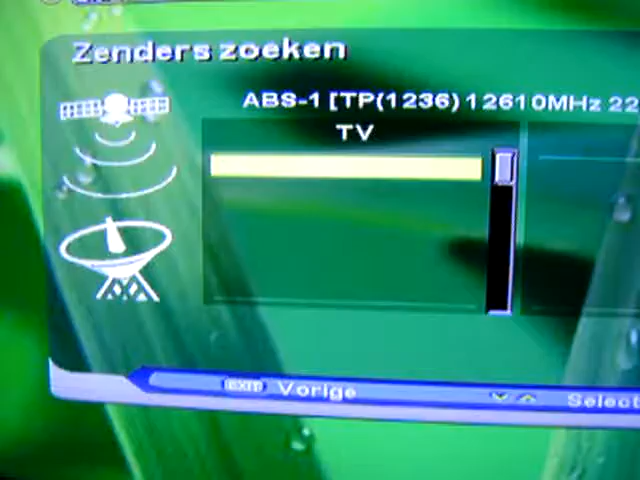 Zenders zoeken
ABS-1 [TP(1236) 12610MHz 22
TV
EXIT Vorige
Select